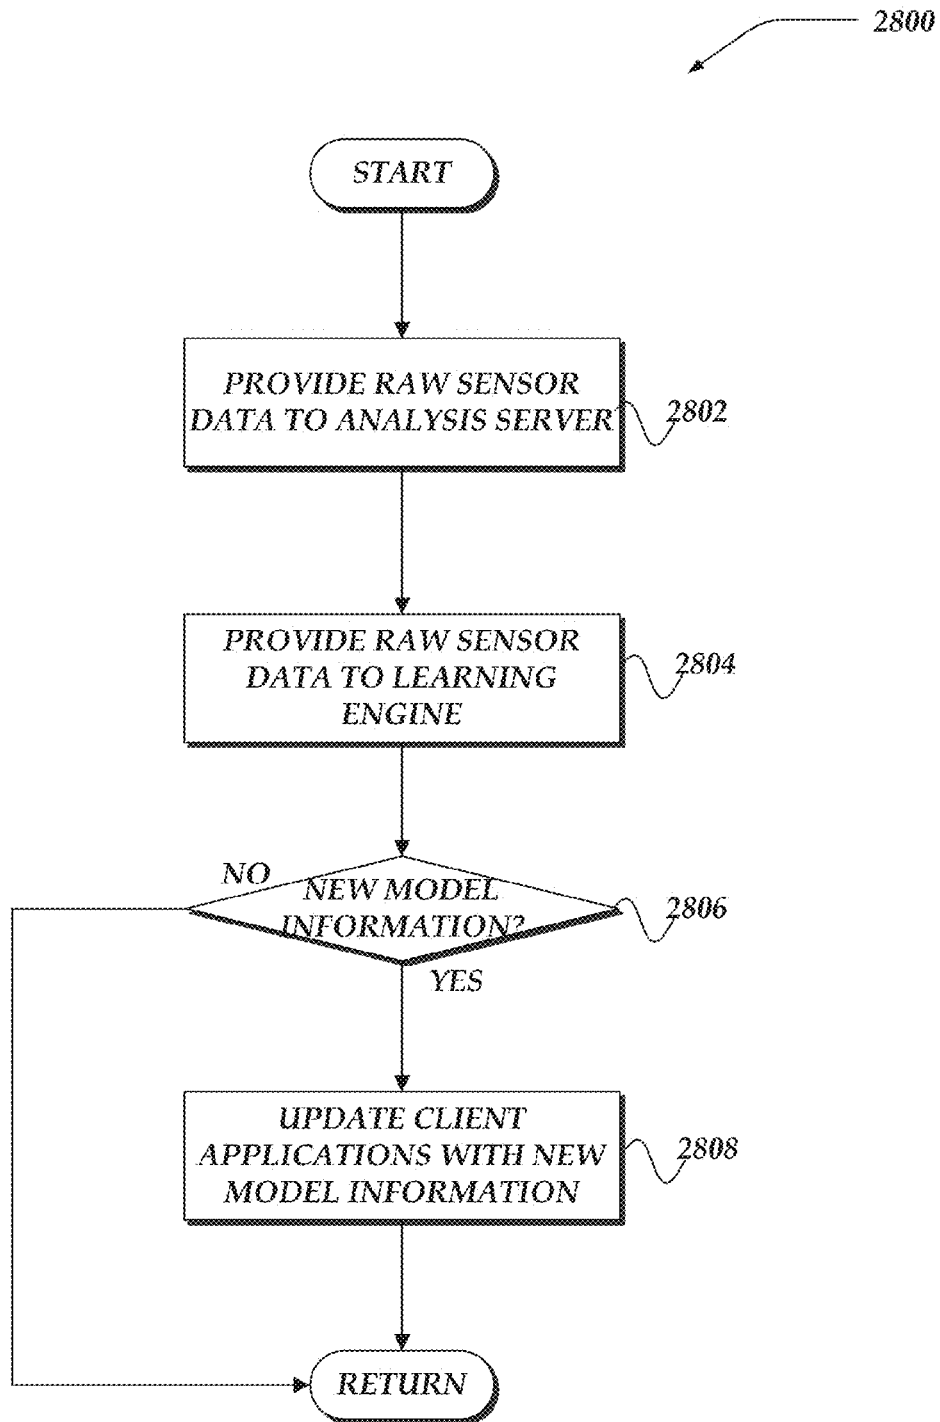 2800
START
PROVIDE RAW SENSOR
DATA TO ANALYSIS SERVER
2802
PROVIDE RAW SENSOR
DATA TO LEARNING
ENGINE
2804
NO
NEW MODEL
INFORMATION?
2806
YES
UPDATE CLIENT
APPLICATIONS WITH NEW
MODEL INFORMATION
2808
RETURN